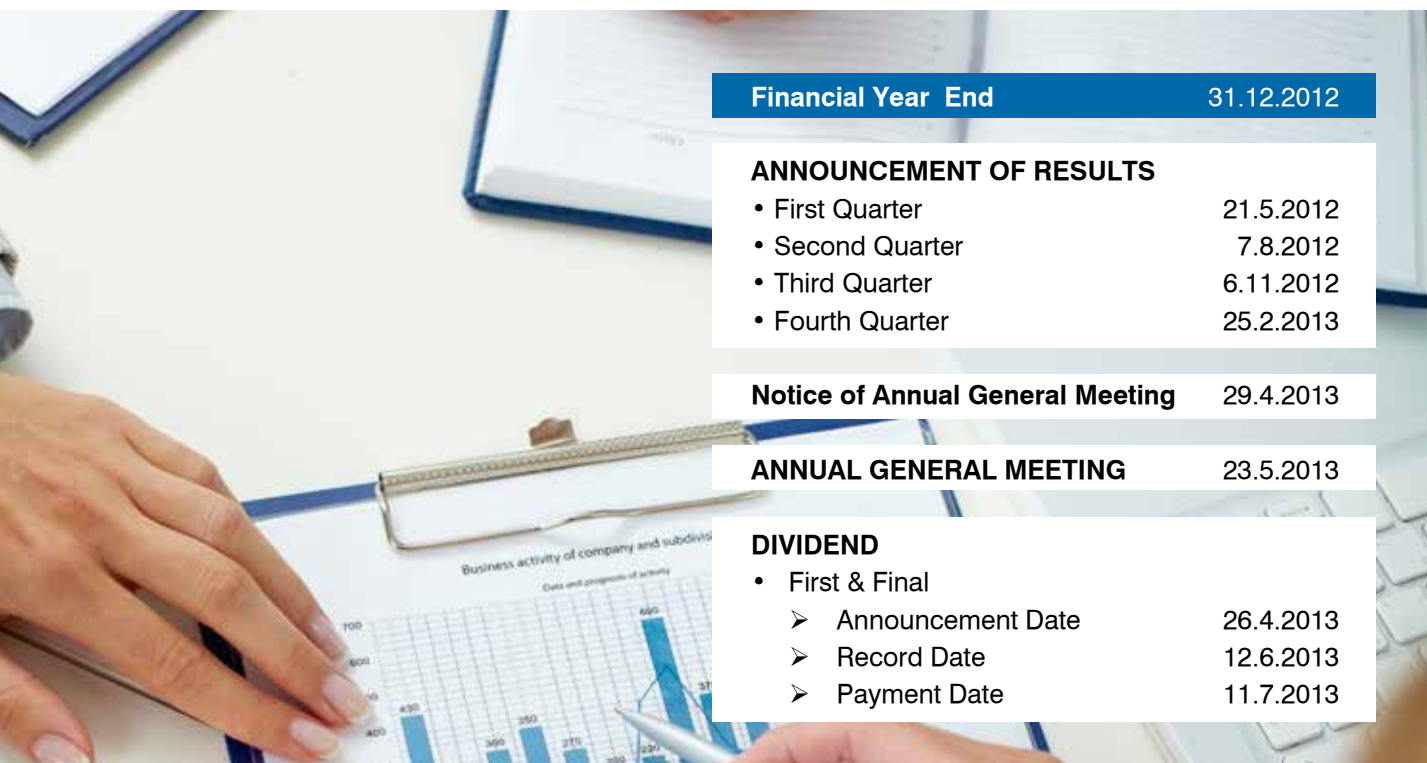 Financial Year End 31.12.2012
ANNOUNCEMENT OF RESULTS
• First Quarter 21.5.2012
• Second Quarter 7.8.2012
• Third Quarter 6.11.2012
• Fourth Quarter 25.2.2013
Notice of Annual General Meeting 29.4.2013
ANNUAL GENERAL MEETING 23.5.2013
DIVIDEND
• First & Final
➢ Announcement Date 26.4.2013
➢ Record Date 12.6.2013
➢ Payment Date 11.7.2013
Business activity of company and
Data and prognosis of activity
700
600
400
430
300
350
270
220
680